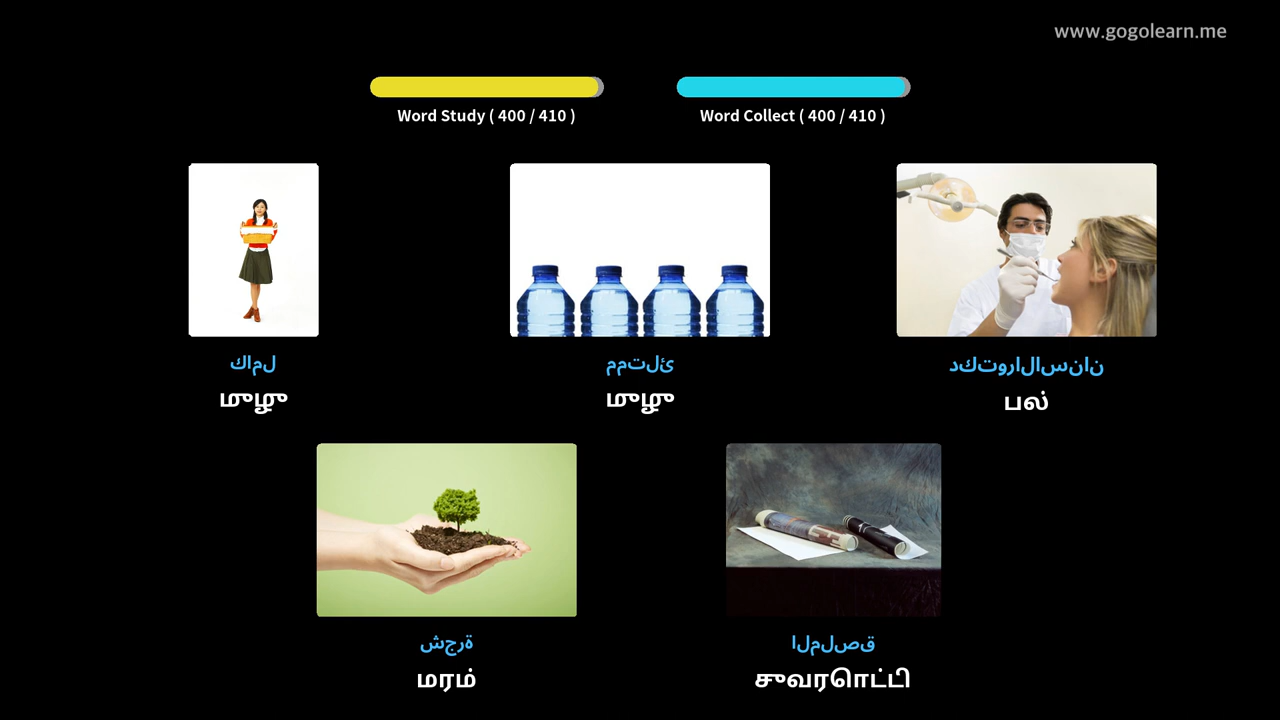 www.gogolearn.me
Word Study ( 400 / 410 )
Word Collect ( 400 / 410 )
كامل
முழு
ممتلئ
முழு
دكتورالاسنان
பல்
شجرة
மரம்
الملصق
சுவரொட்டி